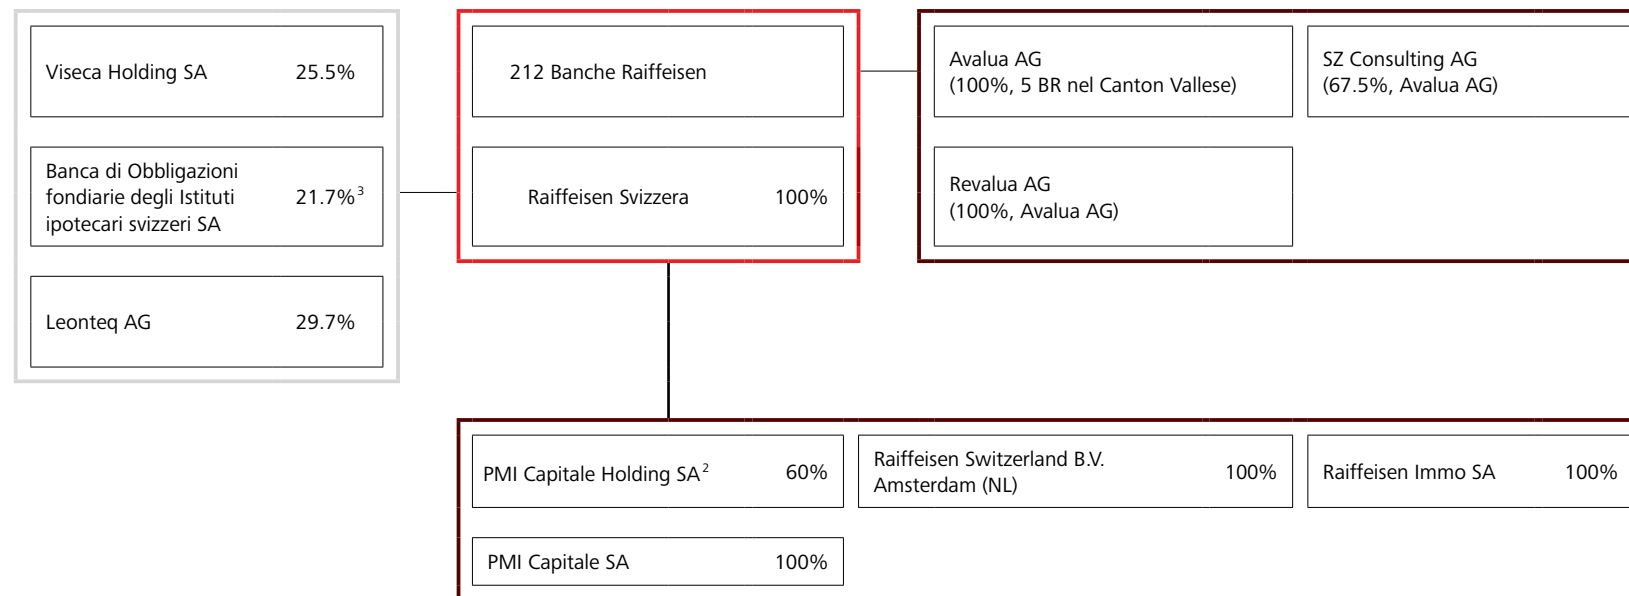 Viseca Holding SA 25.5%
Banca di Obbligazioni
fondiarie degli Istituti 21.7%3
ipotecari svizzeri SA
Leonteq AG 29.7%
212 Banche Raiffeisen
Raiffeisen Svizzera 100%
Avalua AG
(100%, 5 BR nel Canton Vallese)
SZ Consulting AG
(67.5%, Avalua AG)
Revalua AG
(100%, Avalua AG)
PMI Capitale Holding SA2 60%
Raiffeisen Switzerland B.V.
Amsterdam (NL) 100%
Raiffeisen Immo SA 100%
PMI Capitale SA 100%